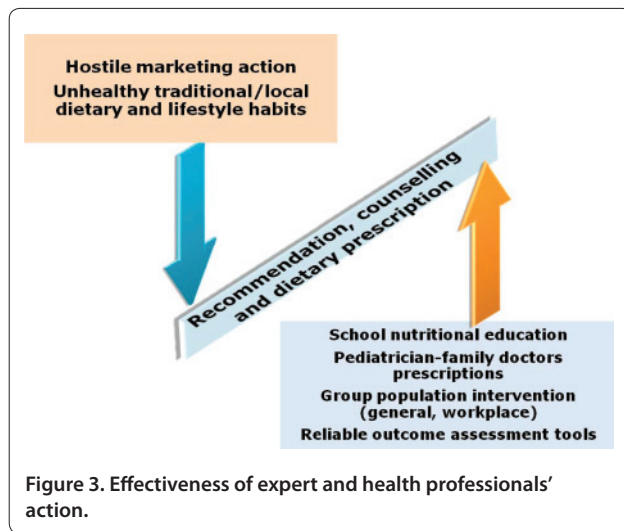 Hostile marketing action
Unhealthy traditional/local
dietary and lifestyle habits
Recommendation, counselling
and dietary prescription
School nutritional education
Pediatrician-family doctors
prescriptions
Group population intervention
(general, workplace)
Reliable outcome assessment tools
Figure 3. Effectiveness of expert and health professionals'
action.